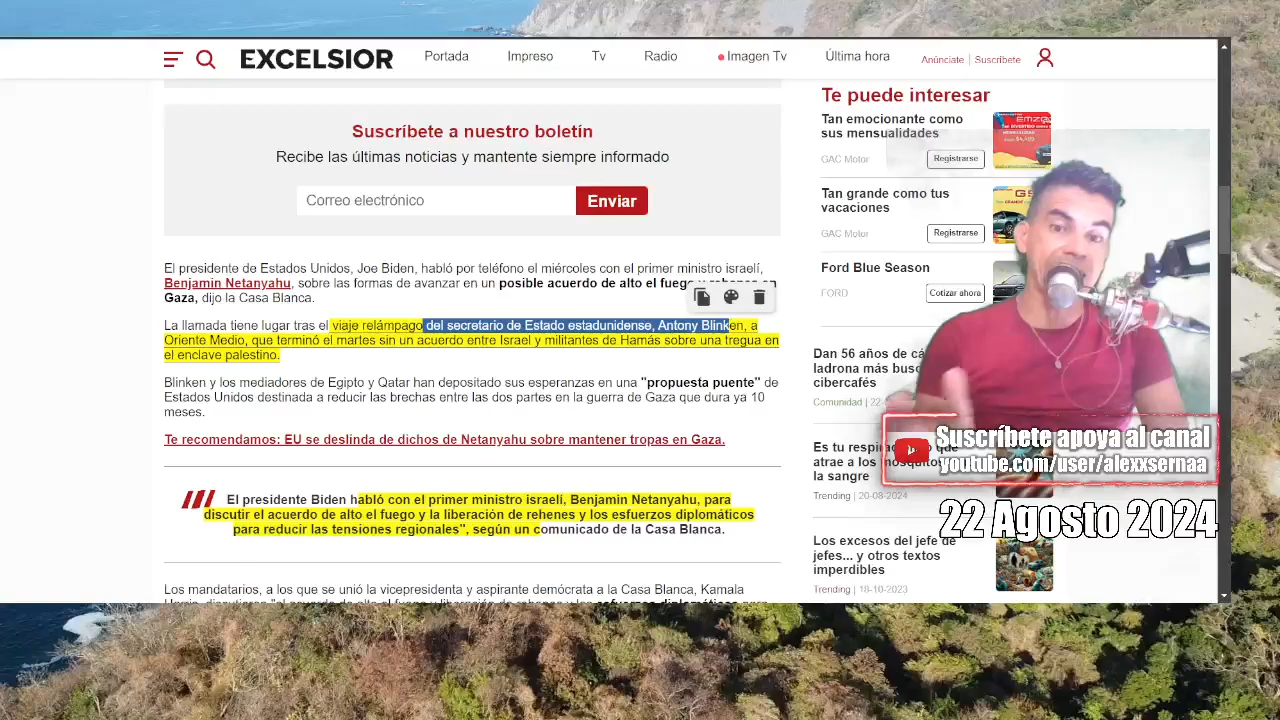 EXCELSIOR
Portada
Impreso
Tv
Radio
Imagen Tv
Última hora
Anúnciate | Suscríbete
Suscríbete a nuestro boletín
Recibe las últimas noticias y mantente siempre informado
Correo electrónico
Enviar
El presidente de Estados Unidos, Joe Biden, habló por teléfono el miércoles con el primer ministro israelí,
Benjamin Netanyahu, sobre las formas de avanzar en un posible acuerdo de alto el fuego y rehenes en
Gaza, dijo la Casa Blanca.
La llamada tiene lugar tras el viaje relámpago del secretario de Estado estadunidense, Antony Blinken, a
Oriente Medio, que terminó el martes sin un acuerdo entre Israel y militantes de Hamás sobre una tregua en
el enclave palestino.
Blinken y los mediadores de Egipto y Qatar han depositado sus esperanzas en una "propuesta puente" de
Estados Unidos destinada a reducir las brechas entre las dos partes en la guerra de Gaza que dura ya 10
meses.
Te recomendamos: EU se deslinda de dichos de Netanyahu sobre mantener tropas en Gaza.
El presidente Biden habló con el primer ministro israelí, Benjamin Netanyahu, para
discutir el acuerdo de alto el fuego y la liberación de rehenes y los esfuerzos diplomáticos
para reducir las tensiones regionales", según un comunicado de la Casa Blanca.
Los mandatarios, a los que se unió la vicepresidenta y aspirante demócrata a la Casa Blanca, Kamala
Te puede interesar
Tan emocionante como
sus mensualidades
GAC Motor
Registrarse
Tan grande como tus
vacaciones
GAC Motor
Registrarse
Ford Blue Season
FORD
Cotizar ahora
Dan 56 años de
ladrona más
cibercafés
Comunidad |
Es tu que
atrae a los mosquitos
la sangre
Trending | 20-08-2024
Los excesos del jefe de
jefes... y otros textos
imperdibles
Trending | 18-10-2023
Suscríbete apoya al canal
youtube.com/user/alexxsernaa
22 Agosto 2024